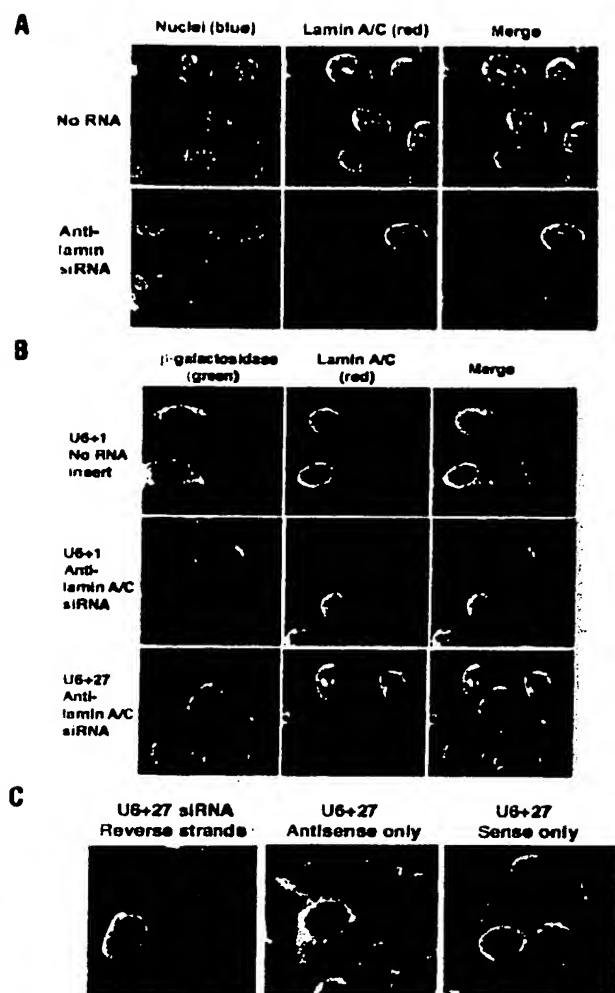 A
Nuclei (blue) Lamin A/C (red) Merge
No RNA
Anti-
lamin
siRNA
B
β-galactosidase
(green)
Lamin A/C
(red)
Merge
U6+1
No RNA
insert
U6+1
Anti-
lamin A/C
siRNA
U6+27
Anti-
lamin A/C
siRNA
C
U6+27 siRNA
Reverse strands
U6+27
Antisense only
U6+27
Sense only